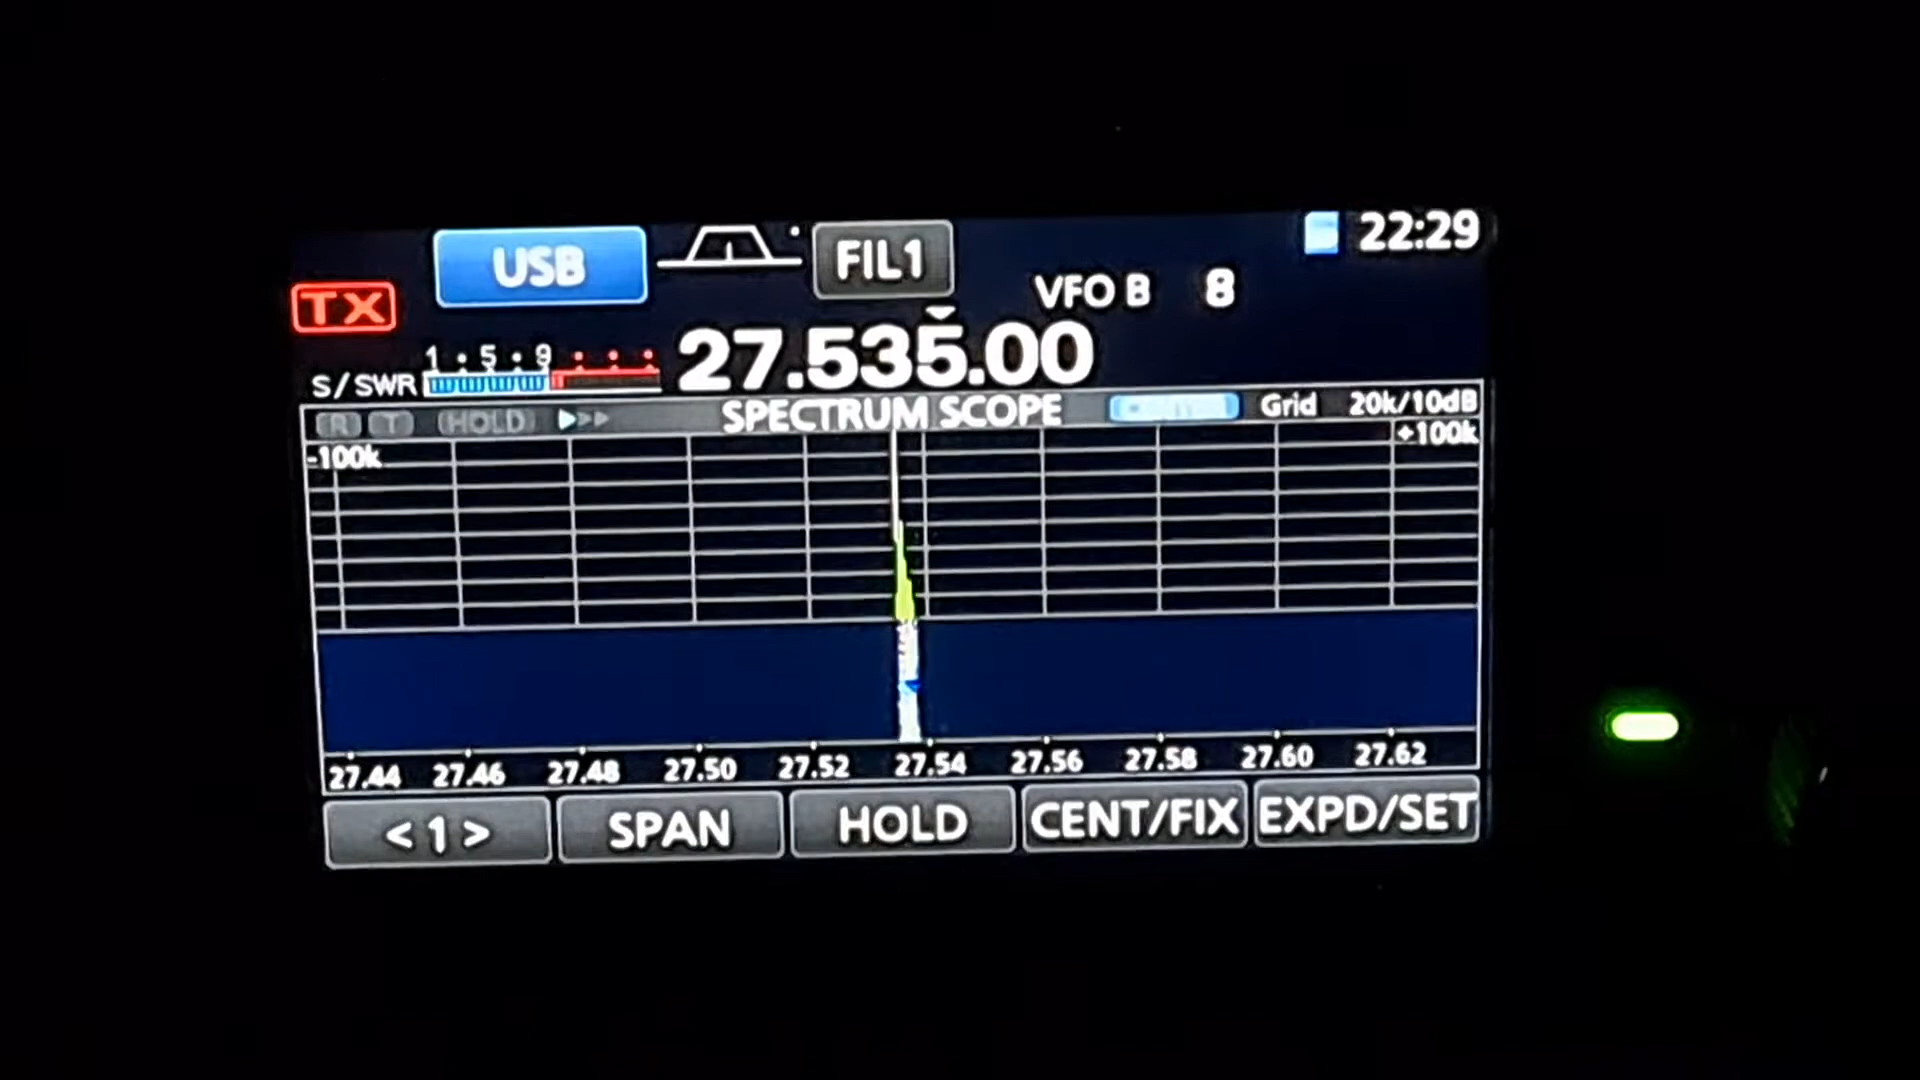 USB FIL1 22:29
TX VFO B 8
27.535.00
1 • 5 • 9 • • •
S/SWR
R T HOLD SPECTRUM SCOPE Grid 20k/10dB
-100k +100k
27.44 27.46 27.48 27.50 27.52 27.54 27.56 27.58 27.60 27.62
<1> SPAN HOLD CENT/FIX EXPD/SET